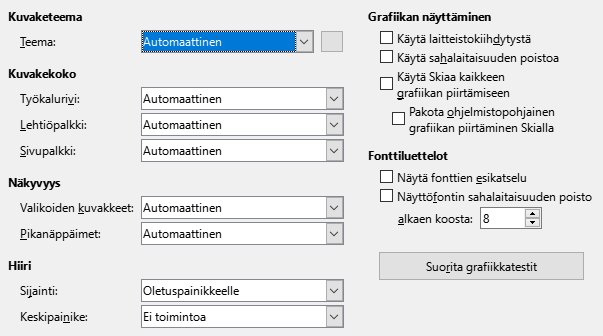 Kuvaketeema
Teema: Automaattinen
Kuvakekoko
Työkalurivi: Automaattinen
Lehtiöpalkki: Automaattinen
Sivupalkki: Automaattinen
Näkyvyys
Valikoiden kuvakkeet: Automaattinen
Pikanäppäimet: Automaattinen
Hiiri
Sijainti: Oletuspainikkeelle
Keskipainike: Ei toimintoa
Grafiikan näyttäminen
Käytä laitteistokiihdytystä
Käytä sahalaitaisuuden poistoa
Käytä Skiaa kaikkeen
grafiikan piirtämiseen
Pakota ohjelmistopohjainen
grafiikan piirtäminen Skialla
Fonttiluettelot
Näytä fonttien esikatselu
Näyttöfontin sahalaitaisuuden poisto
alkaen koosta: 8
Suorita grafiikkatestit